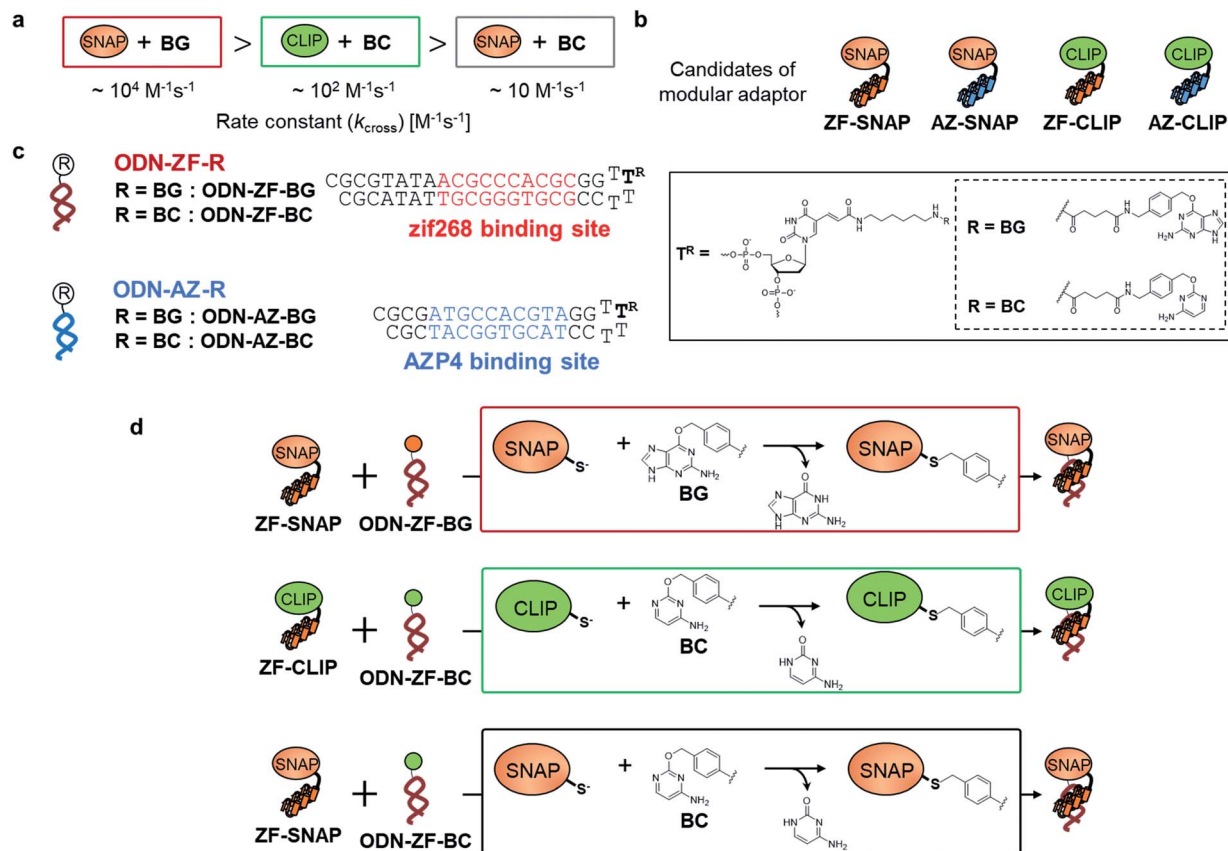 a
SNAP + BG > CLIP + BC > SNAP + BC
~ 10⁴ M⁻¹s⁻¹ ~ 10² M⁻¹s⁻¹ ~ 10 M⁻¹s⁻¹
Rate constant (k_cross) [M⁻¹s⁻¹]
b
Candidates of
modular adaptor
SNAP SNAP CLIP CLIP
ZF-SNAP AZ-SNAP ZF-CLIP AZ-CLIP
c
R
ODN-ZF-R
R = BG : ODN-ZF-BG
R = BC : ODN-ZF-BC
CGCGTATAACGCCCACGCGG T T^R
CGCATATTGCGGGTGCGCC T T
zif268 binding site
R
ODN-AZ-R
R = BG : ODN-AZ-BG
R = BC : ODN-AZ-BC
CGCGATGCCACGTAGG T T^R
CGCTACGGTGCATCC T T
AZP4 binding site
T^R =
R = BG
R = BC
d
SNAP + SNAP S⁻ + BG SNAP S SNAP
ZF-SNAP ODN-ZF-BG
CLIP + CLIP S⁻ + BC CLIP S CLIP
ZF-CLIP ODN-ZF-BC
SNAP + SNAP S⁻ + BC SNAP S SNAP
ZF-SNAP ODN-ZF-BC